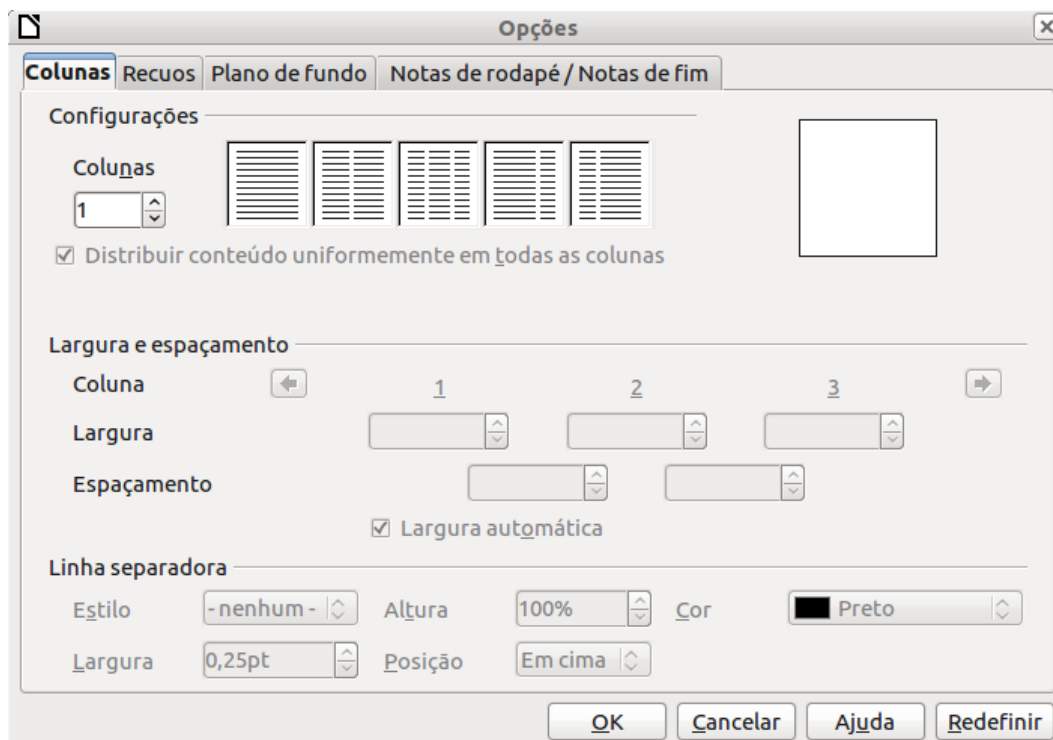 Opções
Colunas Recuos Plano de fundo Notas de rodapé / Notas de fim
Configurações
Colunas
1
Distribuir conteúdo uniformemente em todas as colunas
Largura e espaçamento
Coluna 1 2 3
Largura
Espaçamento
Largura automática
Linha separadora
Estilo - nenhum - Altura 100% Cor Preto
Largura 0,25pt Posição Em cima
OK Cancelar Ajuda Redefinir